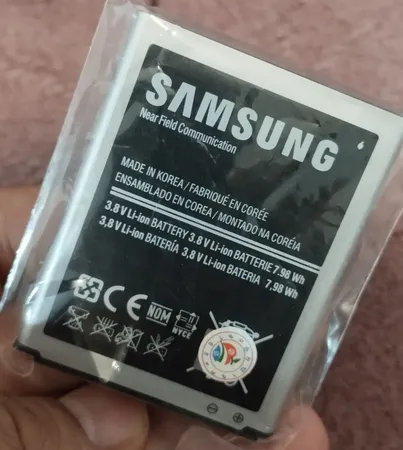 SAMSUNG
Near Field Communication
MADE IN KOREA / FABRIQUÉ EN CORÉE
ENSAMBLADO EN COREA / MONTADO NA CORÉIA
3.8 V Li-ion BATTERY 3.8 V Li-ion BATTERIE 7.98 Wh
3,8 V Li-ion BATERÍA 3,8 V Li-ion BATERIA 7,98 Wh
CE NOM NYCE